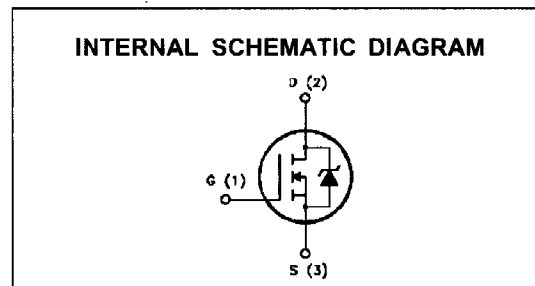 INTERNAL SCHEMATIC DIAGRAM
D (2)
G (1)
S (3)